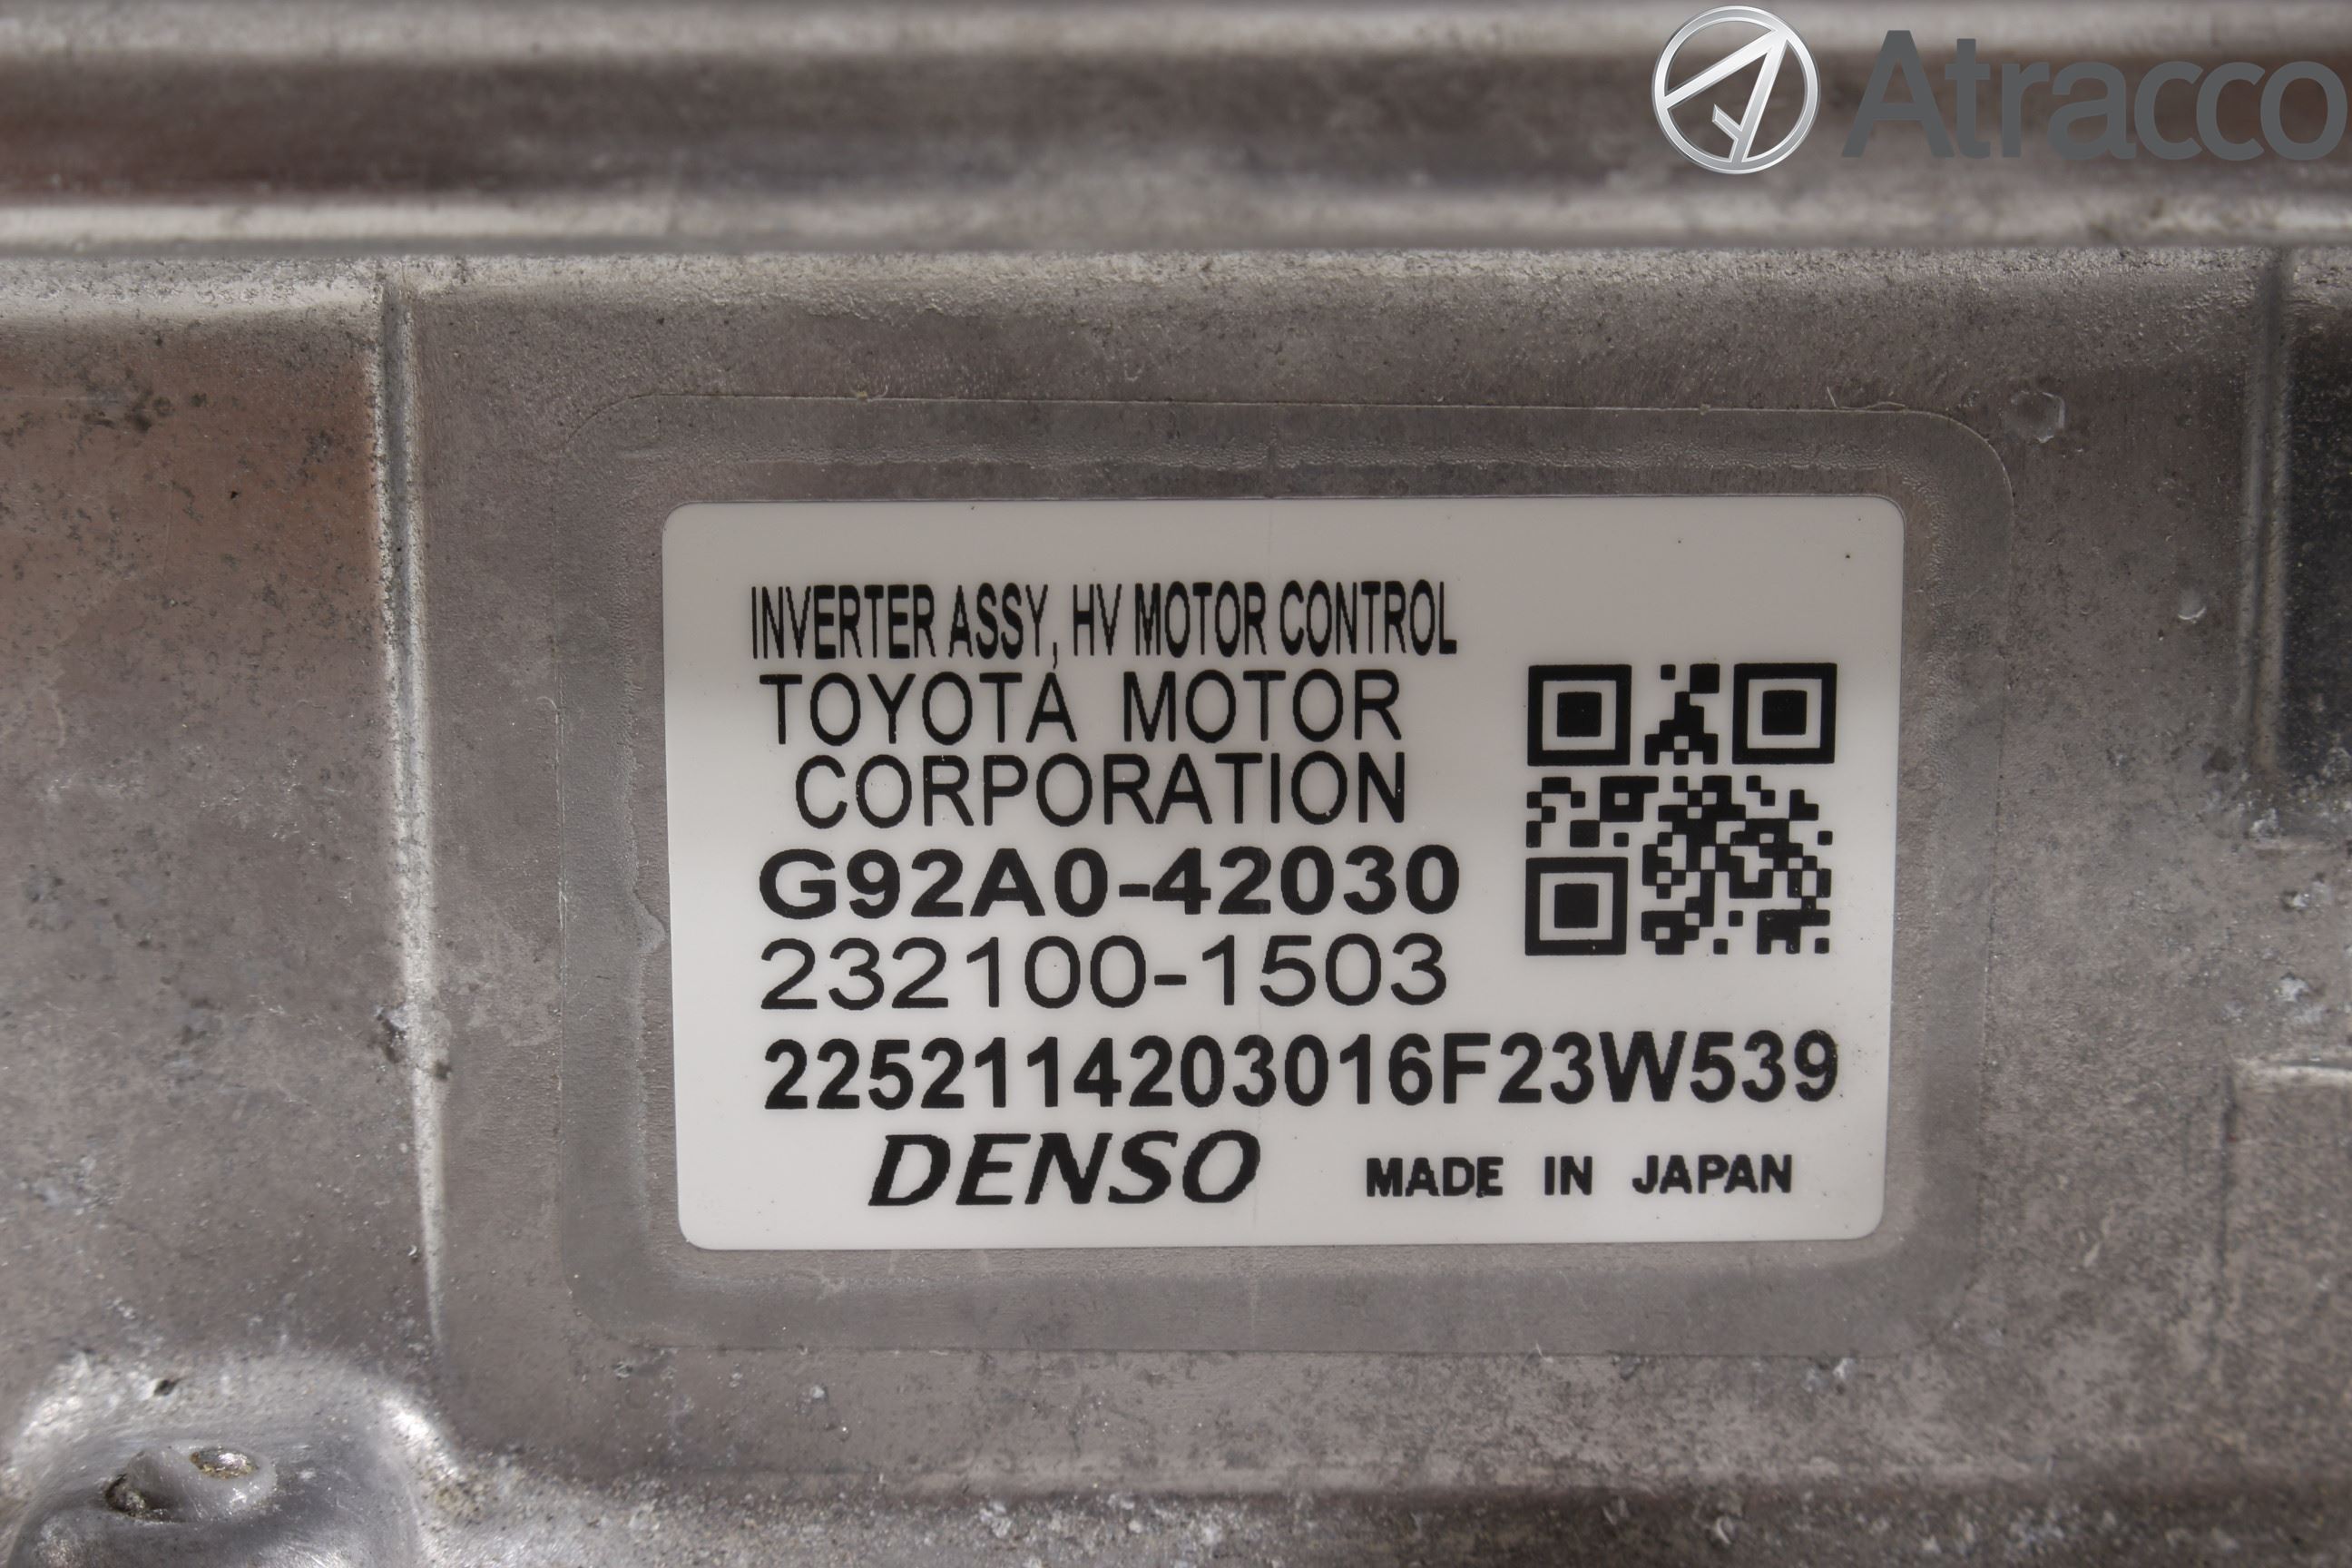 Atracco
INVERTER ASSY, HV MOTOR CONTROL
TOYOTA MOTOR
CORPORATION
G92A0-42030
232100-1503
2252114203016F23W539
DENSO MADE IN JAPAN